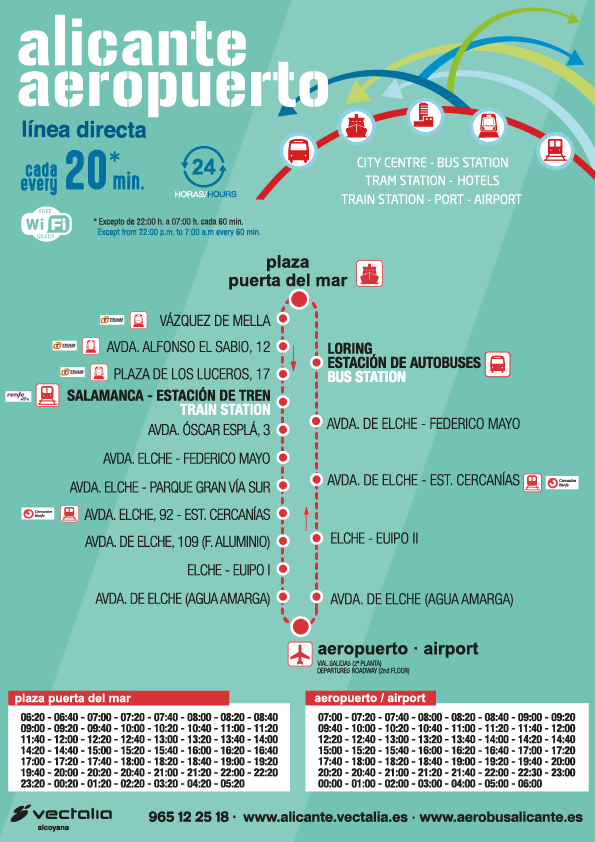 alicante
aeropuerto
línea directa
cada
every
20*
min.
24
HORAS/HOURS
FREE
WiFi
GRATIS
* Excepto de 22:00 h. a 07:00 h. cada 60 min.
Except from 22:00 p.m. to 7:00 a.m every 60 min.
CITY CENTRE - BUS STATION
TRAM STATION - HOTELS
TRAIN STATION - PORT - AIRPORT
plaza
puerta del mar
TRAM
VÁZQUEZ DE MELLA
TRAM
AVDA. ALFONSO EL SABIO, 12
TRAM
PLAZA DE LOS LUCEROS, 17
renfe
SALAMANCA - ESTACIÓN DE TREN
TRAIN STATION
AVDA. ÓSCAR ESPLÁ, 3
AVDA. ELCHE - FEDERICO MAYO
AVDA. ELCHE - PARQUE GRAN VÍA SUR
Cercanías
Renfe
AVDA. ELCHE, 92 - EST. CERCANÍAS
AVDA. DE ELCHE, 109 (F. ALUMINIO)
ELCHE - EUIPO I
AVDA. DE ELCHE (AGUA AMARGA)
LORING
ESTACIÓN DE AUTOBUSES
BUS STATION
AVDA. DE ELCHE - FEDERICO MAYO
AVDA. DE ELCHE - EST. CERCANÍAS
Cercanías
Renfe
ELCHE - EUIPO II
AVDA. DE ELCHE (AGUA AMARGA)
aeropuerto · airport
VIAL SALIDAS (2ª PLANTA)
DEPARTURES ROADWAY (2nd FLOOR)
plaza puerta del mar
06:20 - 06:40 - 07:00 - 07:20 - 07:40 - 08:00 - 08:20 - 08:40
09:00 - 09:20 - 09:40 - 10:00 - 10:20 - 10:40 - 11:00 - 11:20
11:40 - 12:00 - 12:20 - 12:40 - 13:00 - 13:20 - 13:40 - 14:00
14:20 - 14:40 - 15:00 - 15:20 - 15:40 - 16:00 - 16:20 - 16:40
17:00 - 17:20 - 17:40 - 18:00 - 18:20 - 18:40 - 19:00 - 19:20
19:40 - 20:00 - 20:20 - 20:40 - 21:00 - 21:20 - 22:00 - 22:20
23:20 - 00:20 - 01:20 - 02:20 - 03:20 - 04:20 - 05:20
aeropuerto / airport
07:00 - 07:20 - 07:40 - 08:00 - 08:20 - 08:40 - 09:00 - 09:20
09:40 - 10:00 - 10:20 - 10:40 - 11:00 - 11:20 - 11:40 - 12:00
12:20 - 12:40 - 13:00 - 13:20 - 13:40 - 14:00 - 14:20 - 14:40
15:00 - 15:20 - 15:40 - 16:00 - 16:20 - 16:40 - 17:00 - 17:20
17:40 - 18:00 - 18:20 - 18:40 - 19:00 - 19:20 - 19:40 - 20:00
20:20 - 20:40 - 21:00 - 21:20 - 21:40 - 22:00 - 22:30 - 23:00
00:00 - 01:00 - 02:00 - 03:00 - 04:00 - 05:00 - 06:00
vectalia
alcoyana
965 12 25 18 · www.alicante.vectalia.es · www.aerobusalicante.es